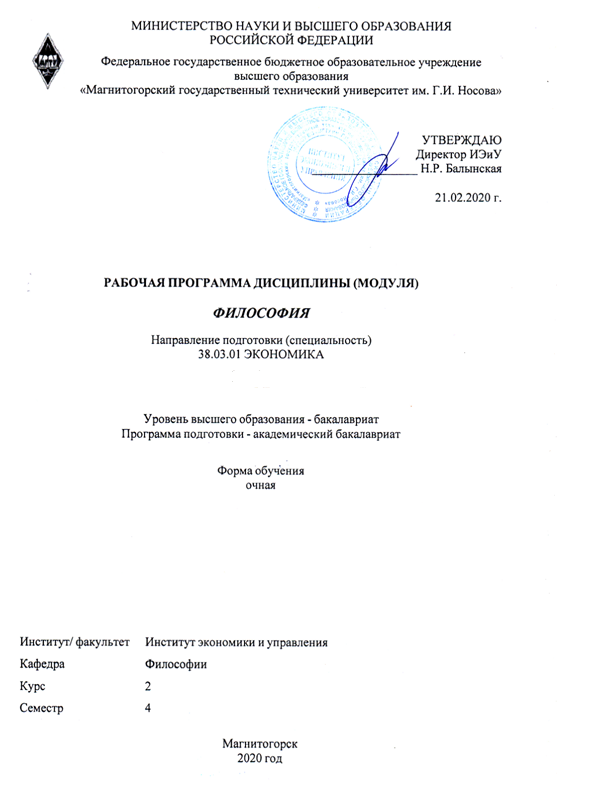 МИНИСТЕРСТВО НАУКИ И ВЫСШЕГО ОБРАЗОВАНИЯ
РОССИЙСКОЙ ФЕДЕРАЦИИ
Федеральное государственное бюджетное образовательное учреждение
высшего образования
«Магнитогорский государственный технический университет им. Г.И. Носова»
УТВЕРЖДАЮ
Директор ИЭиУ
Н.Р. Балынская
21.02.2020 г.
РАБОЧАЯ ПРОГРАММА ДИСЦИПЛИНЫ (МОДУЛЯ)
ФИЛОСОФИЯ
Направление подготовки (специальность)
38.03.01 ЭКОНОМИКА
Уровень высшего образования - бакалавриат
Программа подготовки - академический бакалавриат
Форма обучения
очная
Институт/ факультет Институт экономики и управления
Кафедра Философии
Курс 2
Семестр 4
Магнитогорск
2020 год